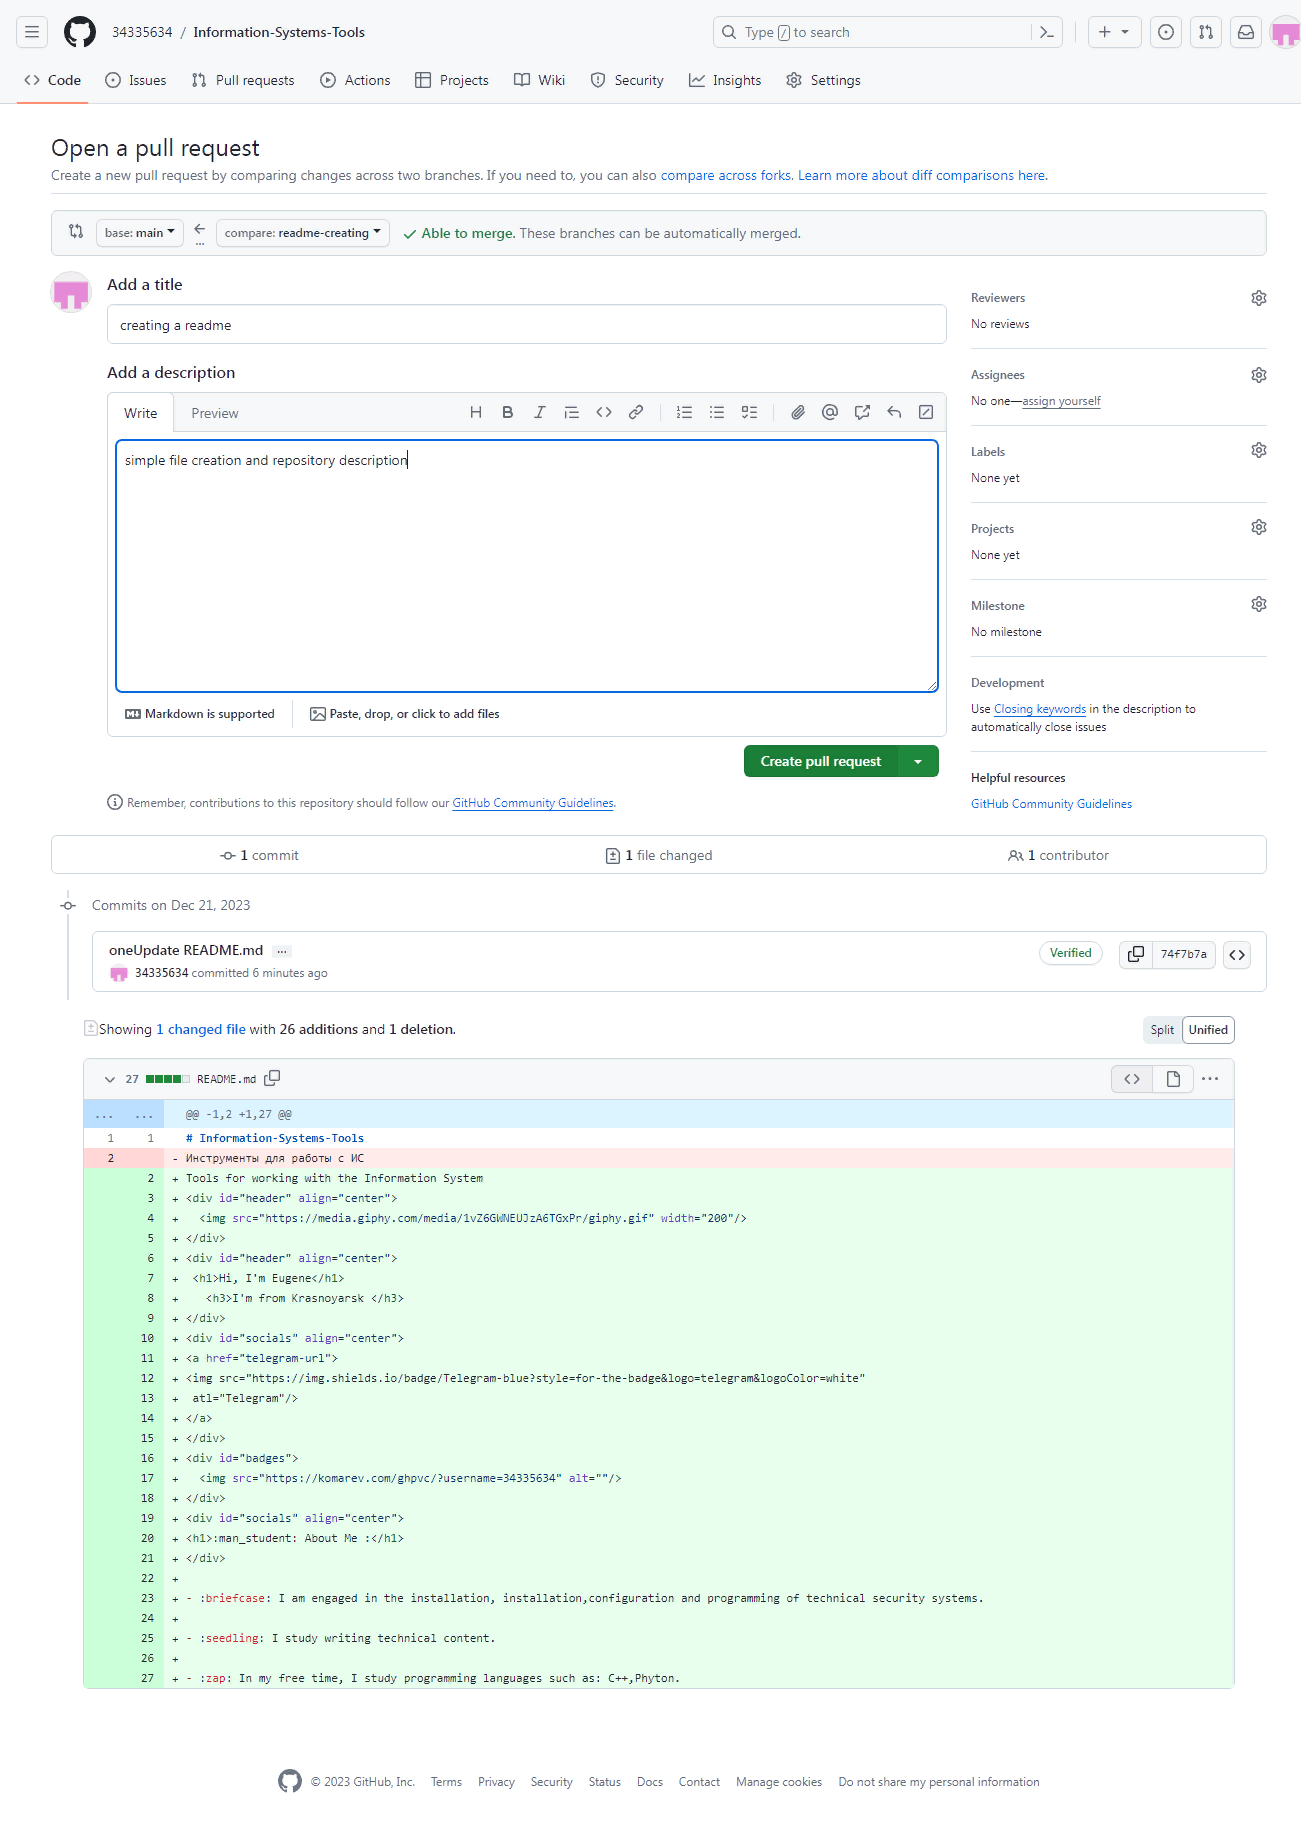 34335634 / Information-Systems-Tools
Type / to search
Code Issues Pull requests Actions Projects Wiki Security Insights Settings
Open a pull request
Create a new pull request by comparing changes across two branches. If you need to, you can also compare across forks. Learn more about diff comparisons here.
base: main compare: readme-creating Able to merge. These branches can be automatically merged.
Add a title
creating a readme
Add a description
Write Preview
simple file creation and repository description
Markdown is supported Paste, drop, or click to add files
Create pull request
Remember, contributions to this repository should follow our GitHub Community Guidelines.
Reviewers
No reviews
Assignees
No one—assign yourself
Labels
None yet
Projects
None yet
Milestone
No milestone
Development
Use Closing keywords in the description to
automatically close issues
Helpful resources
GitHub Community Guidelines
1 commit 1 file changed 1 contributor
Commits on Dec 21, 2023
oneUpdate README.md ...
34335634 committed 6 minutes ago
Verified 74f7b7a
Showing 1 changed file with 26 additions and 1 deletion.
Split Unified
27 README.md
... ... @@ -1,2 +1,27 @@
1 1 # Information-Systems-Tools
2 - Инструменты для работы с ИС
2 + Tools for working with the Information System
3 + <div id="header" align="center">
4 + <img src="https://media.giphy.com/media/1vZ6GWNEUJzA6TGxPr/giphy.gif" width="200"/>
5 + </div>
6 + <div id="header" align="center">
7 + <h1>Hi, I'm Eugene</h1>
8 + <h3>I'm from Krasnoyarsk </h3>
9 + </div>
10 + <div id="socials" align="center">
11 + <a href="telegram-url">
12 + <img src="https://img.shields.io/badge/Telegram-blue?style=for-the-badge&logo=telegram&logoColor=white"
13 + atl="Telegram"/>
14 + </a>
15 + </div>
16 + <div id="badges">
17 + <img src="https://komarev.com/ghpvc/?username=34335634" alt=""/>
18 + </div>
19 + <div id="socials" align="center">
20 + <h1>:man_student: About Me :</h1>
21 + </div>
22 +
23 + - :briefcase: I am engaged in the installation, installation,configuration and programming of technical security systems.
24 +
25 + - :seedling: I study writing technical content.
26 +
27 + - :zap: In my free time, I study programming languages such as: C++,Phyton.
© 2023 GitHub, Inc. Terms Privacy Security Status Docs Contact Manage cookies Do not share my personal information